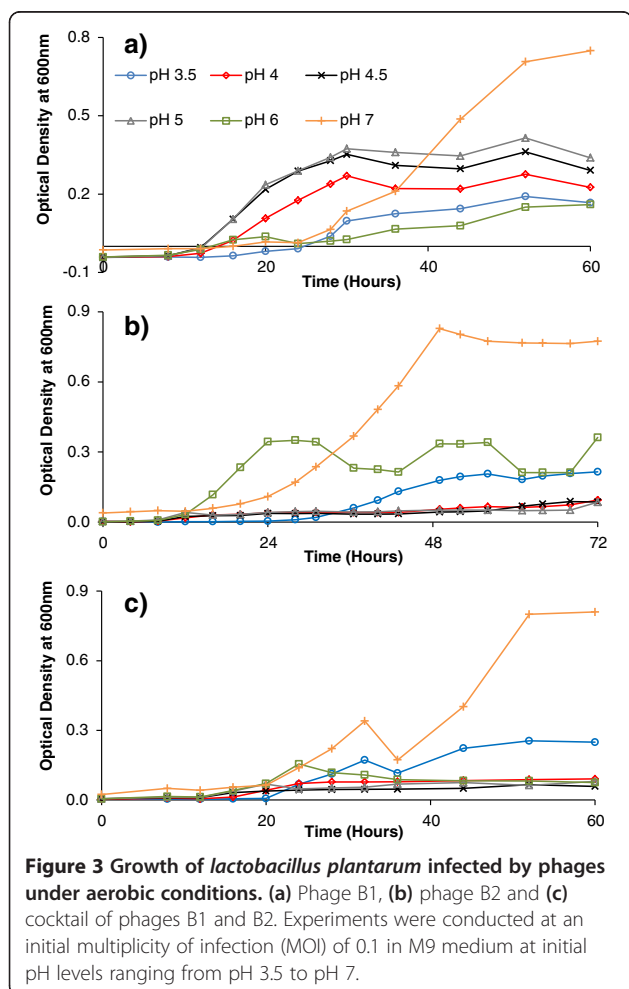 a)
0.8
0.5
0.2
-0.1
Optical Density at 600nm
pH 3.5 pH 4 pH 4.5
pH 5 pH 6 pH 7
0 20 40 60
Time (Hours)
b)
0.9
0.6
0.3
0.0
Optical Density at 600nm
0 24 48 72
Time (Hours)
c)
0.9
0.6
0.3
0.0
Optical Density at 600nm
0 20 40 60
Time (Hours)
Figure 3 Growth of lactobacillus plantarum infected by phages
under aerobic conditions. (a) Phage B1, (b) phage B2 and (c)
cocktail of phages B1 and B2. Experiments were conducted at an
initial multiplicity of infection (MOI) of 0.1 in M9 medium at initial
pH levels ranging from pH 3.5 to pH 7.